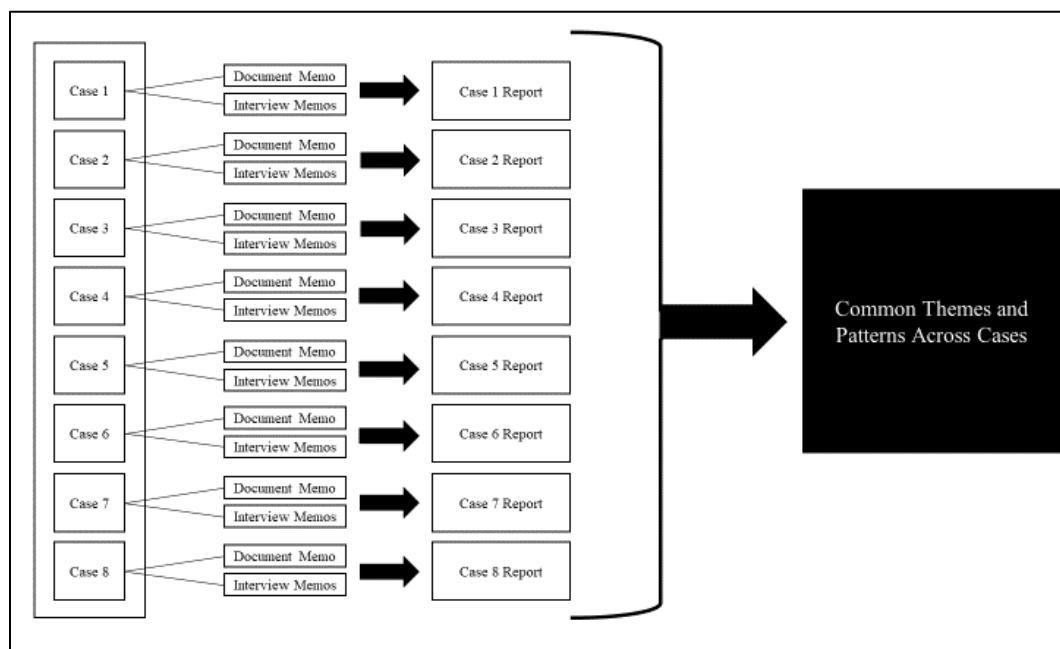 Case 1
Document Memo
Interview Memos
Case 1 Report
Case 2
Document Memo
Interview Memos
Case 2 Report
Case 3
Document Memo
Interview Memos
Case 3 Report
Case 4
Document Memo
Interview Memos
Case 4 Report
Case 5
Document Memo
Interview Memos
Case 5 Report
Case 6
Document Memo
Interview Memos
Case 6 Report
Case 7
Document Memo
Interview Memos
Case 7 Report
Case 8
Document Memo
Interview Memos
Case 8 Report
Common Themes and
Patterns Across Cases